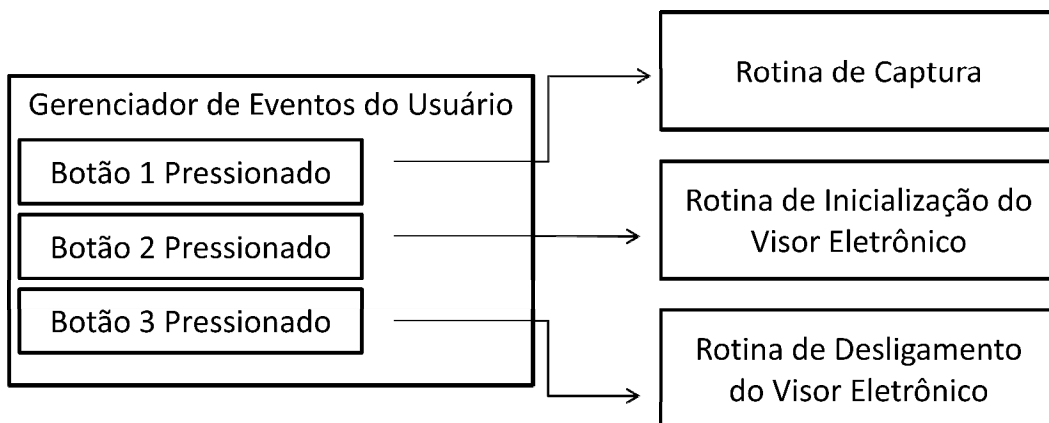 Gerenciador de Eventos do Usuário
Botão 1 Pressionado
Botão 2 Pressionado
Botão 3 Pressionado
Rotina de Captura
Rotina de Inicialização do
Visor Eletrônico
Rotina de Desligamento
do Visor Eletrônico